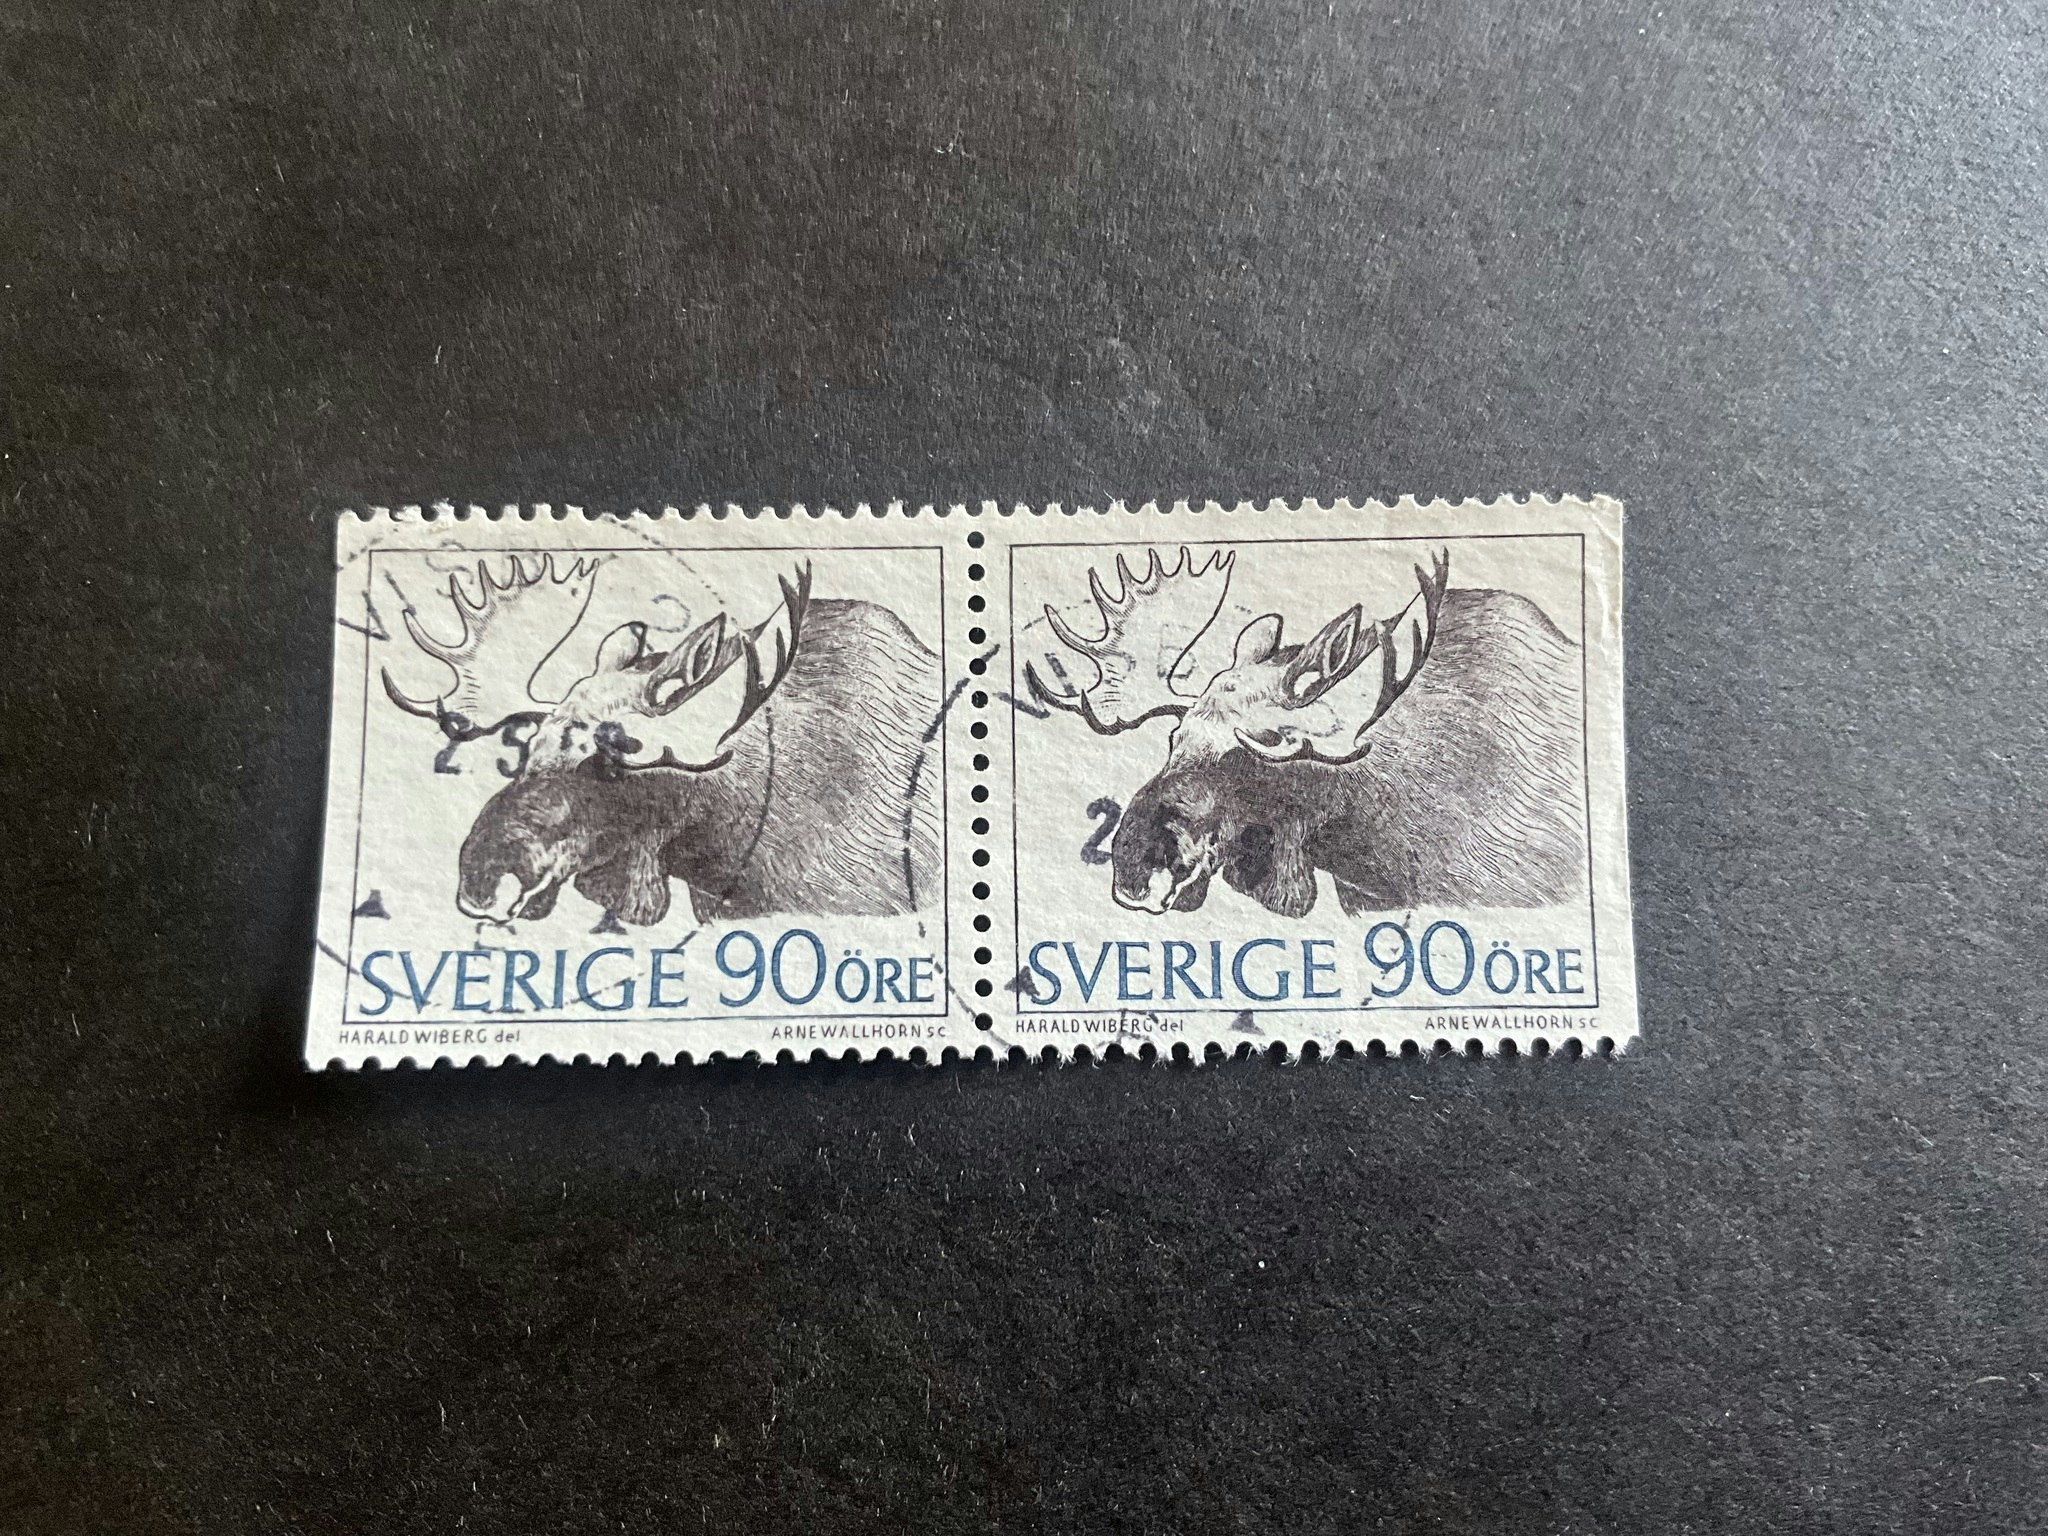 SVERIGE 90 ÖRE
HARALD WIBERG del ARNE WALLHORN SC
SVERIGE 90 ÖRE
HARALD WIBERG del ARNE WALLHORN SC